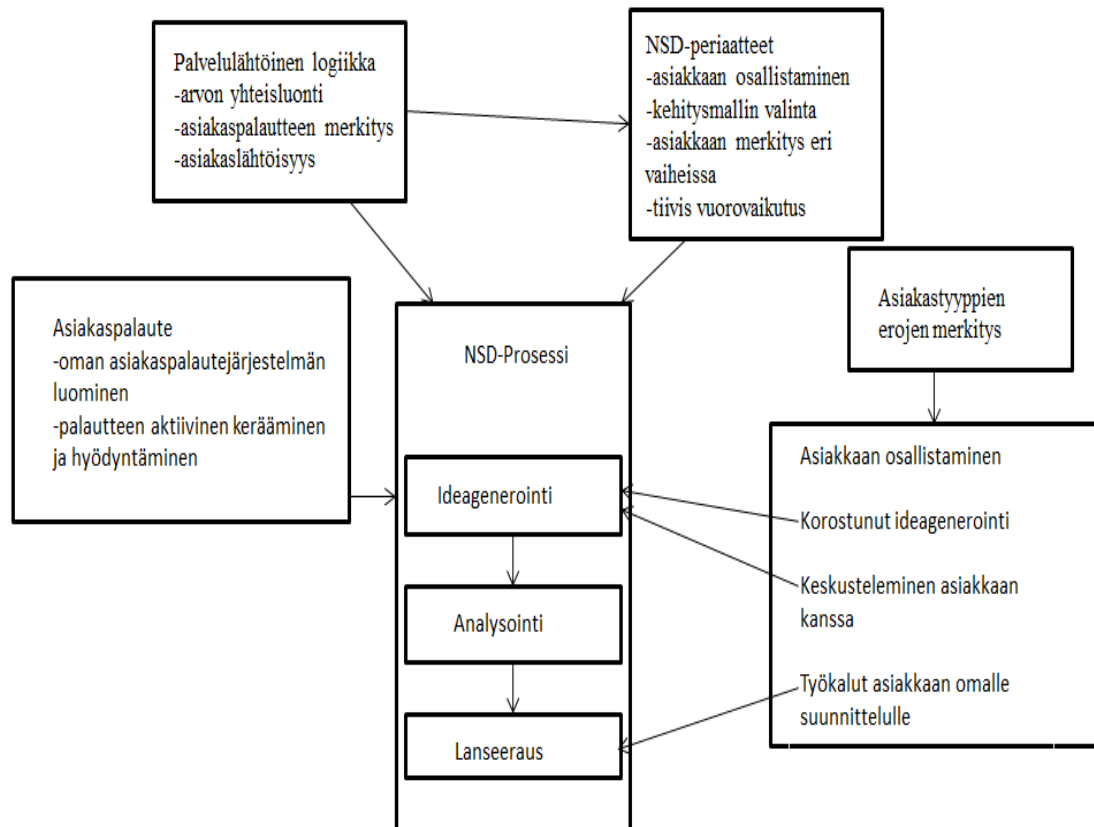 Palvelulähtöinen logiikka
-arvon yhteisluonti
-asiakaspalautteen merkitys
-asiakaslähtöisyys
NSD-periaatteet
-asiakkaan osallistaminen
-kehitysmallin valinta
-asiakkaan merkitys eri
vaiheissa
-tiivis vuorovaikutus
Asiakastyyppien
erojen merkitys
Asiakaspalaute
-oman asiakaspalautejärjestelmän
luominen
-palautteen aktiivinen kerääminen
ja hyödyntäminen
NSD-Prosessi
Ideagenerointi
Analysointi
Lanseeraus
Asiakkaan osallistaminen
Korostunut ideagenerointi
Keskusteleminen asiakkaan
kanssa
Työkalut asiakkaan omalle
suunnittelulle